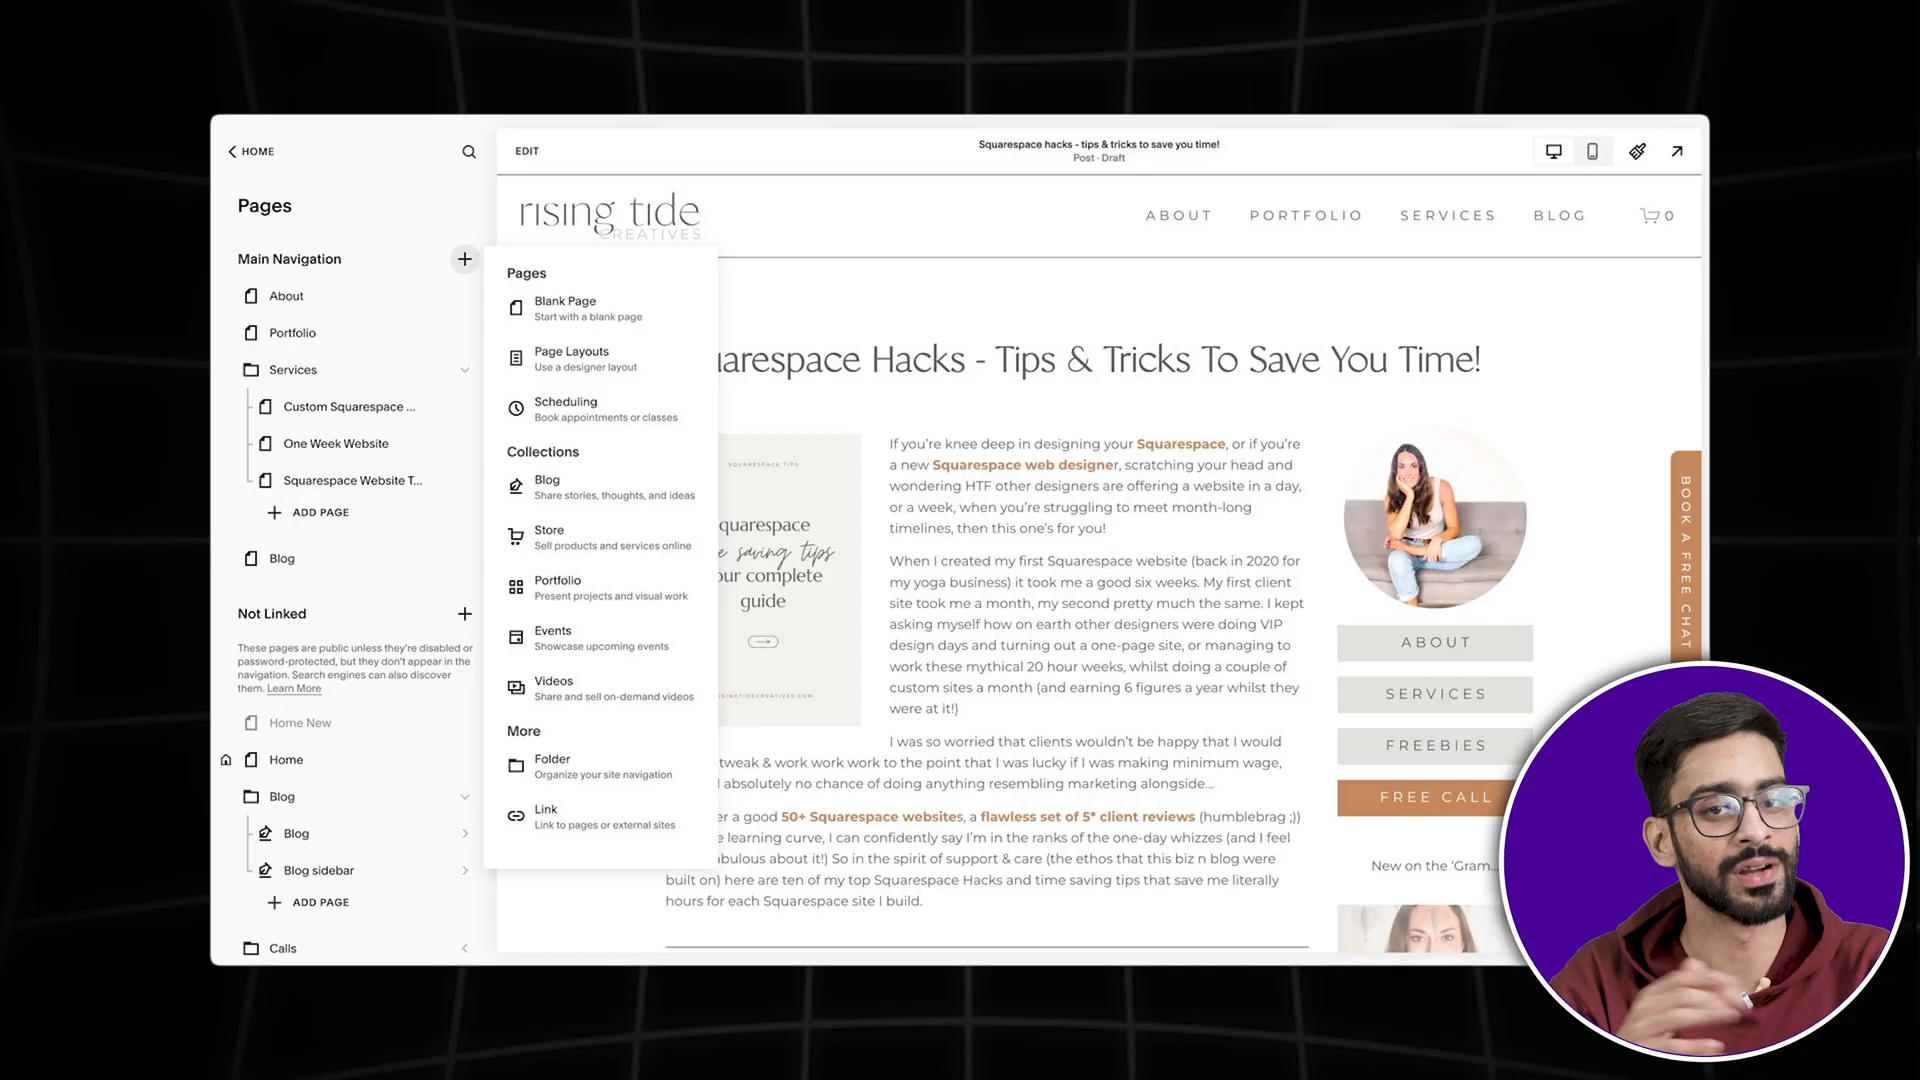 HOME
Pages
Main Navigation
About
Portfolio
Services
Custom Squarespace ...
One Week Website
Squarespace Website T...
ADD PAGE
Blog
Not Linked
These pages are public unless they're disabled or
password-protected, but they don't appear in the
navigation. Search engines can also discover
them. Learn More
Home New
Home
Blog
Blog
Blog sidebar
ADD PAGE
Calls
Pages
Blank Page
Start with a blank page
Page Layouts
Use a designer layout
Scheduling
Book appointments or classes
Collections
Blog
Share stories, thoughts, and ideas
Store
Sell products and services online
Portfolio
Present projects and visual work
Events
Showcase upcoming events
Videos
Share and sell on-demand videos
More
Folder
Organize your site navigation
Link
Link to pages or external sites
EDIT
Squarespace hacks - tips & tricks to save you time!
Post · Draft
rising tide
CREATIVES
ABOUT PORTFOLIO SERVICES BLOG 0
uarespace Hacks - Tips & Tricks To Save You Time!
SQUARESPACE TIPS
quarespace
e saving tips
our complete
guide
ISINGTIDECREATIVES.COM
If you're knee deep in designing your Squarespace, or if you're
a new Squarespace web designer, scratching your head and
wondering HTF other designers are offering a website in a day,
or a week, when you're struggling to meet month-long
timelines, then this one's for you!
When I created my first Squarespace website (back in 2020 for
my yoga business) it took me a good six weeks. My first client
site took me a month, my second pretty much the same. I kept
asking myself how on earth other designers were doing VIP
design days and turning out a one-page site, or managing to
work these mythical 20 hour weeks, whilst doing a couple of
custom sites a month (and earning 6 figures a year whilst they
were at it!)
I was so worried that clients wouldn't be happy that I would
tweak & work work work to the point that I was lucky if I was making minimum wage,
absolutely no chance of doing anything resembling marketing alongside...
er a good 50+ Squarespace websites, a flawless set of 5* client reviews (humblebrag ;))
e learning curve, I can confidently say I'm in the ranks of the one-day whizzes (and I feel
abulous about it!) So in the spirit of support & care (the ethos that this biz n blog were
built on) here are ten of my top Squarespace Hacks and time saving tips that save me literally
hours for each Squarespace site I build.
ABOUT
SERVICES
FREEBIES
FREE CALL
New on the 'Gram...
BOOK A FREE CHAT